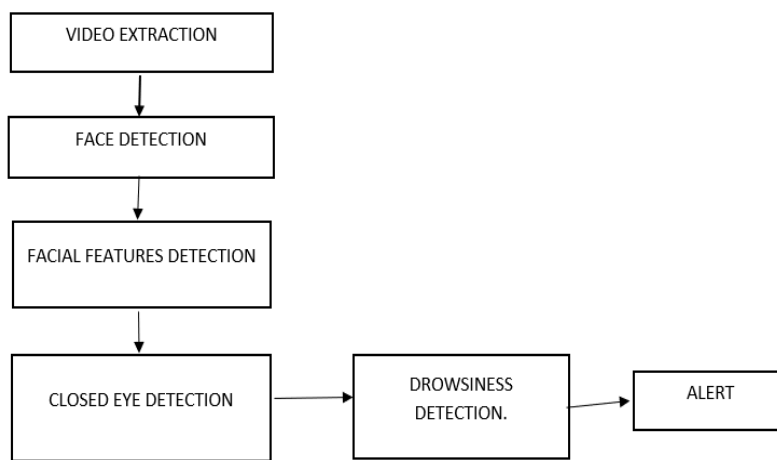 VIDEO EXTRACTION
FACE DETECTION
FACIAL FEATURES DETECTION
CLOSED EYE DETECTION
DROWSINESS
DETECTION.
ALERT